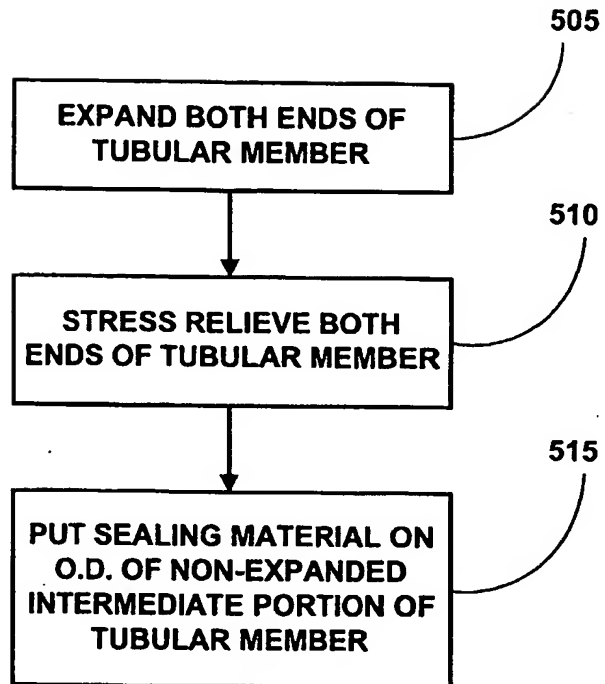 505
EXPAND BOTH ENDS OF
TUBULAR MEMBER
510
STRESS RELIEVE BOTH
ENDS OF TUBULAR MEMBER
515
PUT SEALING MATERIAL ON
O.D. OF NON-EXPANDED
INTERMEDIATE PORTION OF
TUBULAR MEMBER